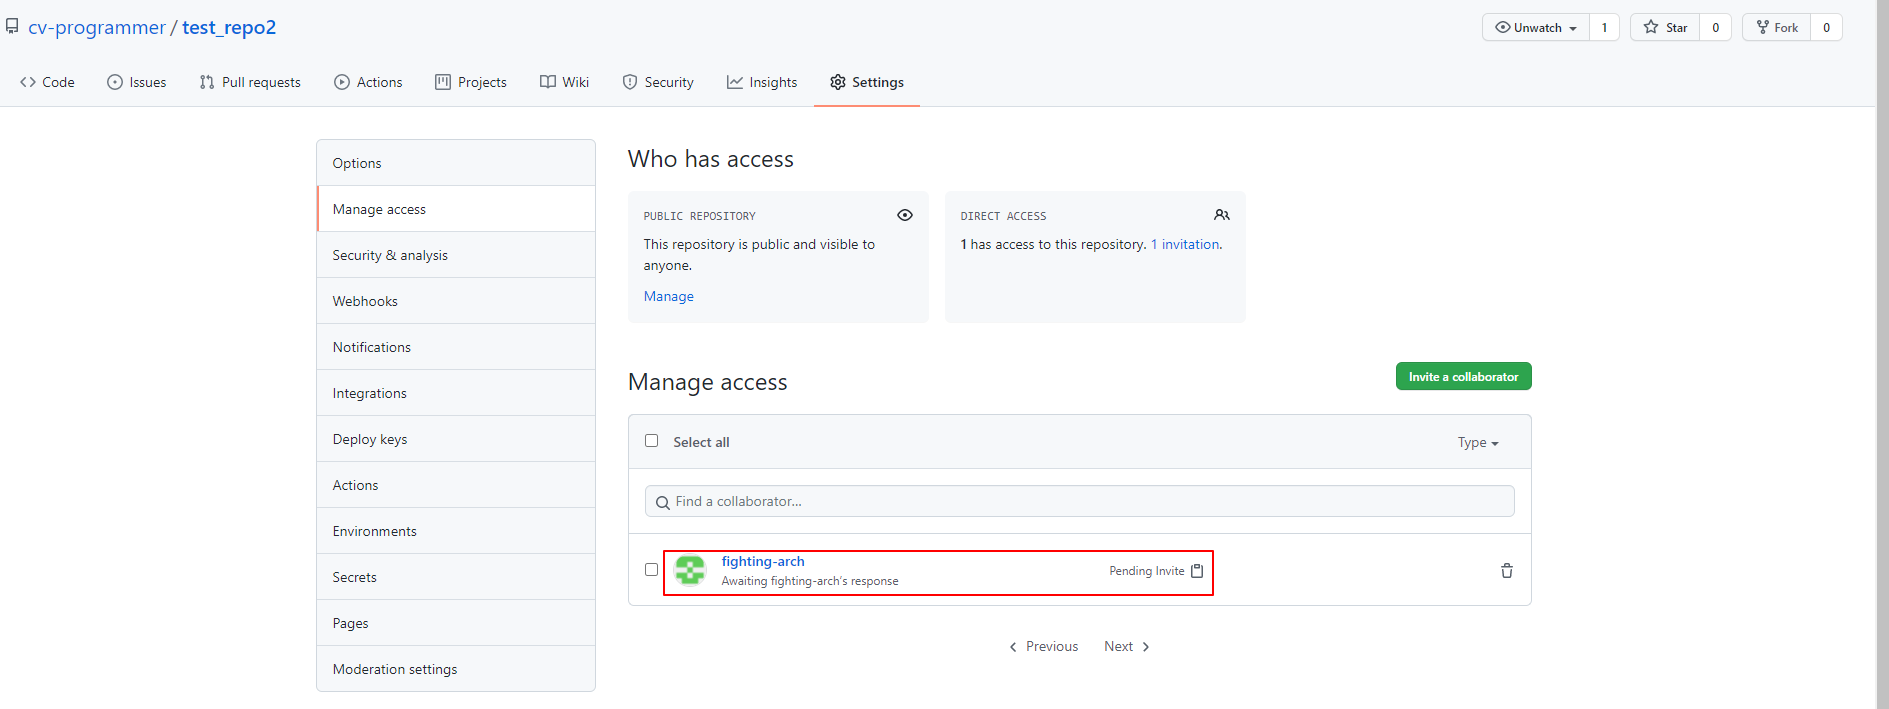 cv-programmer / test_repo2
Unwatch 1 Star 0 Fork 0
Code Issues Pull requests Actions Projects Wiki Security Insights Settings
Options
Manage access
Security & analysis
Webhooks
Notifications
Integrations
Deploy keys
Actions
Environments
Secrets
Pages
Moderation settings
Who has access
PUBLIC REPOSITORY
This repository is public and visible to
anyone.
Manage
DIRECT ACCESS
1 has access to this repository. 1 invitation.
Manage access
Invite a collaborator
Select all Type
Find a collaborator...
fighting-arch
Awaiting fighting-arch's response
Pending Invite
Previous Next